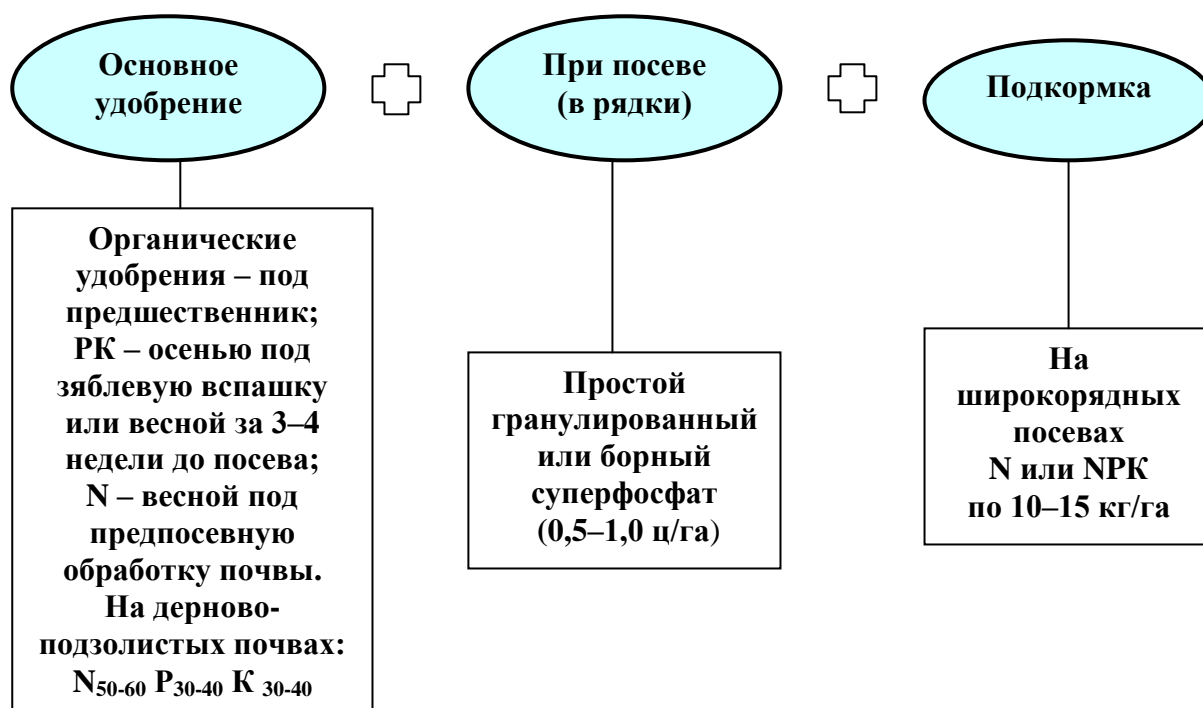 Основное
удобрение
При посеве
(в рядки)
Подкормка
Органические
удобрения – под
предшественник;
РК – осенью под
зяблевую вспашку
или весной за 3–4
недели до посева;
N – весной под
предпосевную
обработку почвы.
На дерново-
подзолистых почвах:
N50-60 Р30-40 К 30-40
Простой
гранулированный
или борный
суперфосфат
(0,5–1,0 ц/га)
На
широкорядных
посевах
N или NРК
по 10–15 кг/га